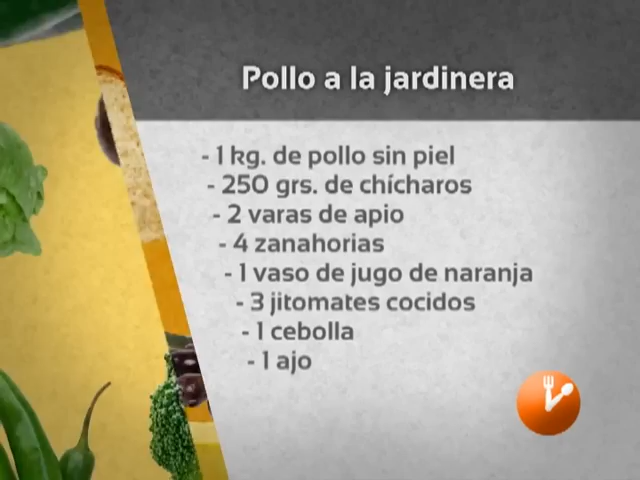 Pollo a la jardinera
- 1 kg. de pollo sin piel
- 250 grs. de chícharos
- 2 varas de apio
- 4 zanahorias
- 1 vaso de jugo de naranja
- 3 jitomates cocidos
- 1 cebolla
- 1 ajo